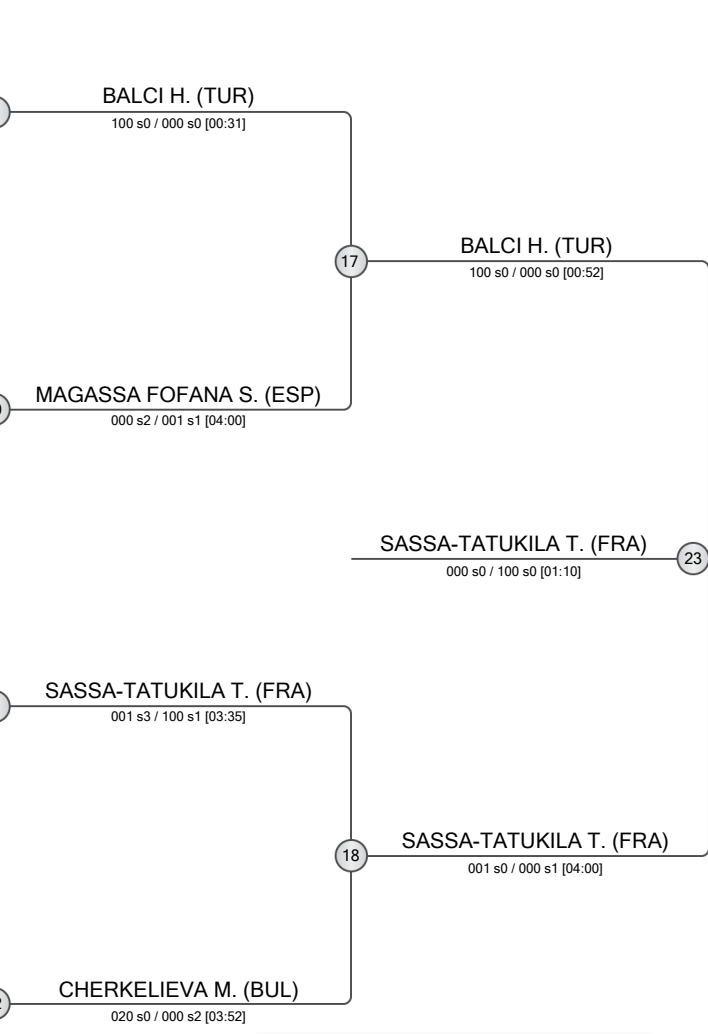 BALCI H. (TUR)
100 s0 / 000 s0 [00:31]
BALCI H. (TUR)
17
100 s0 / 000 s0 [00:52]
MAGASSA FOFANA S. (ESP)
000 s2 / 001 s1 [04:00]
SASSA-TATUKILA T. (FRA)
23
000 s0 / 100 s0 [01:10]
SASSA-TATUKILA T. (FRA)
001 s3 / 100 s1 [03:35]
SASSA-TATUKILA T. (FRA)
18
001 s0 / 000 s1 [04:00]
CHERKELIEVA M. (BUL)
020 s0 / 000 s2 [03:52]